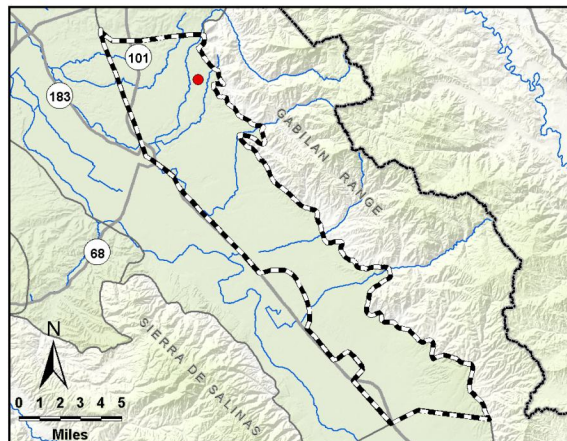 101
183
GABILAN RANGE
68
SIERRA DE SALINAS
N
0 1 2 3 4 5
Miles